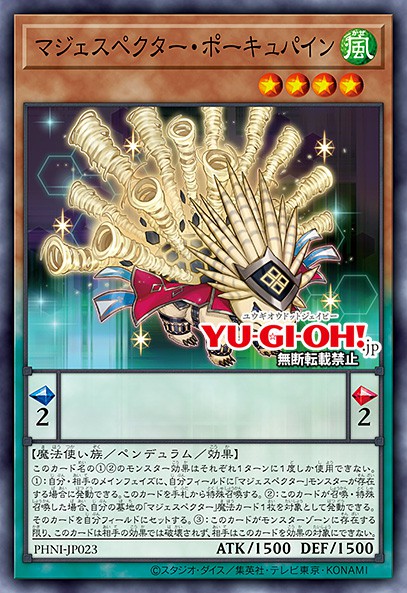 マジェスペクター・ポーキュパイン
風
ユウギオウドットジェイピー
YU-GI-OH!.jp
無断転載禁止
2
2
【魔法使い族／ペンデュラム／効果】
このカード名の①②のモンスター効果はそれぞれ1ターンに1度しか使用できない。
①：自分・相手のメインフェイズに、自分フィールドに「マジェスペクター」モンスターが存在
する場合に発動できる。このカードを手札から特殊召喚する。②：このカードが召喚・特殊
召喚した場合、自分の墓地の「マジェスペクター」魔法カード1枚を対象として発動できる。
そのカードを自分フィールドにセットする。③：このカードがモンスターゾーンに存在する
限り、このカードは相手の効果では破壊されず、相手はこのカードを効果の対象にできない。
PHNI-JP023
ATK/1500
DEF/1500
©スタジオ・ダイス／集英社・テレビ東京・KONAMI